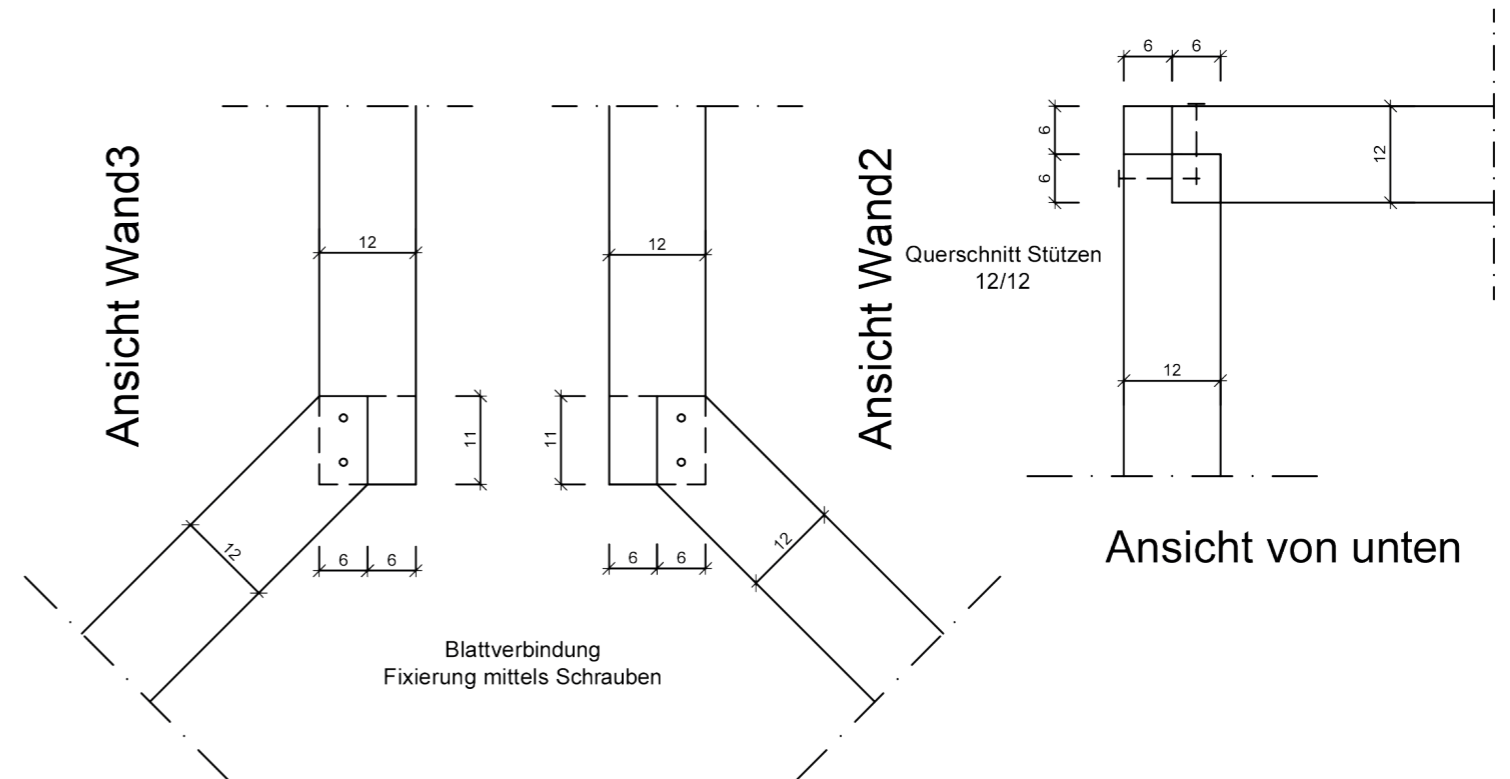 Ansicht Wand3
12
11
12
6 6
12
11
6 6
12
Ansicht Wand2
Blattverbindung
Fixierung mittels Schrauben
6 6
6
6
12
Querschnitt Stützen
12/12
12
Ansicht von unten